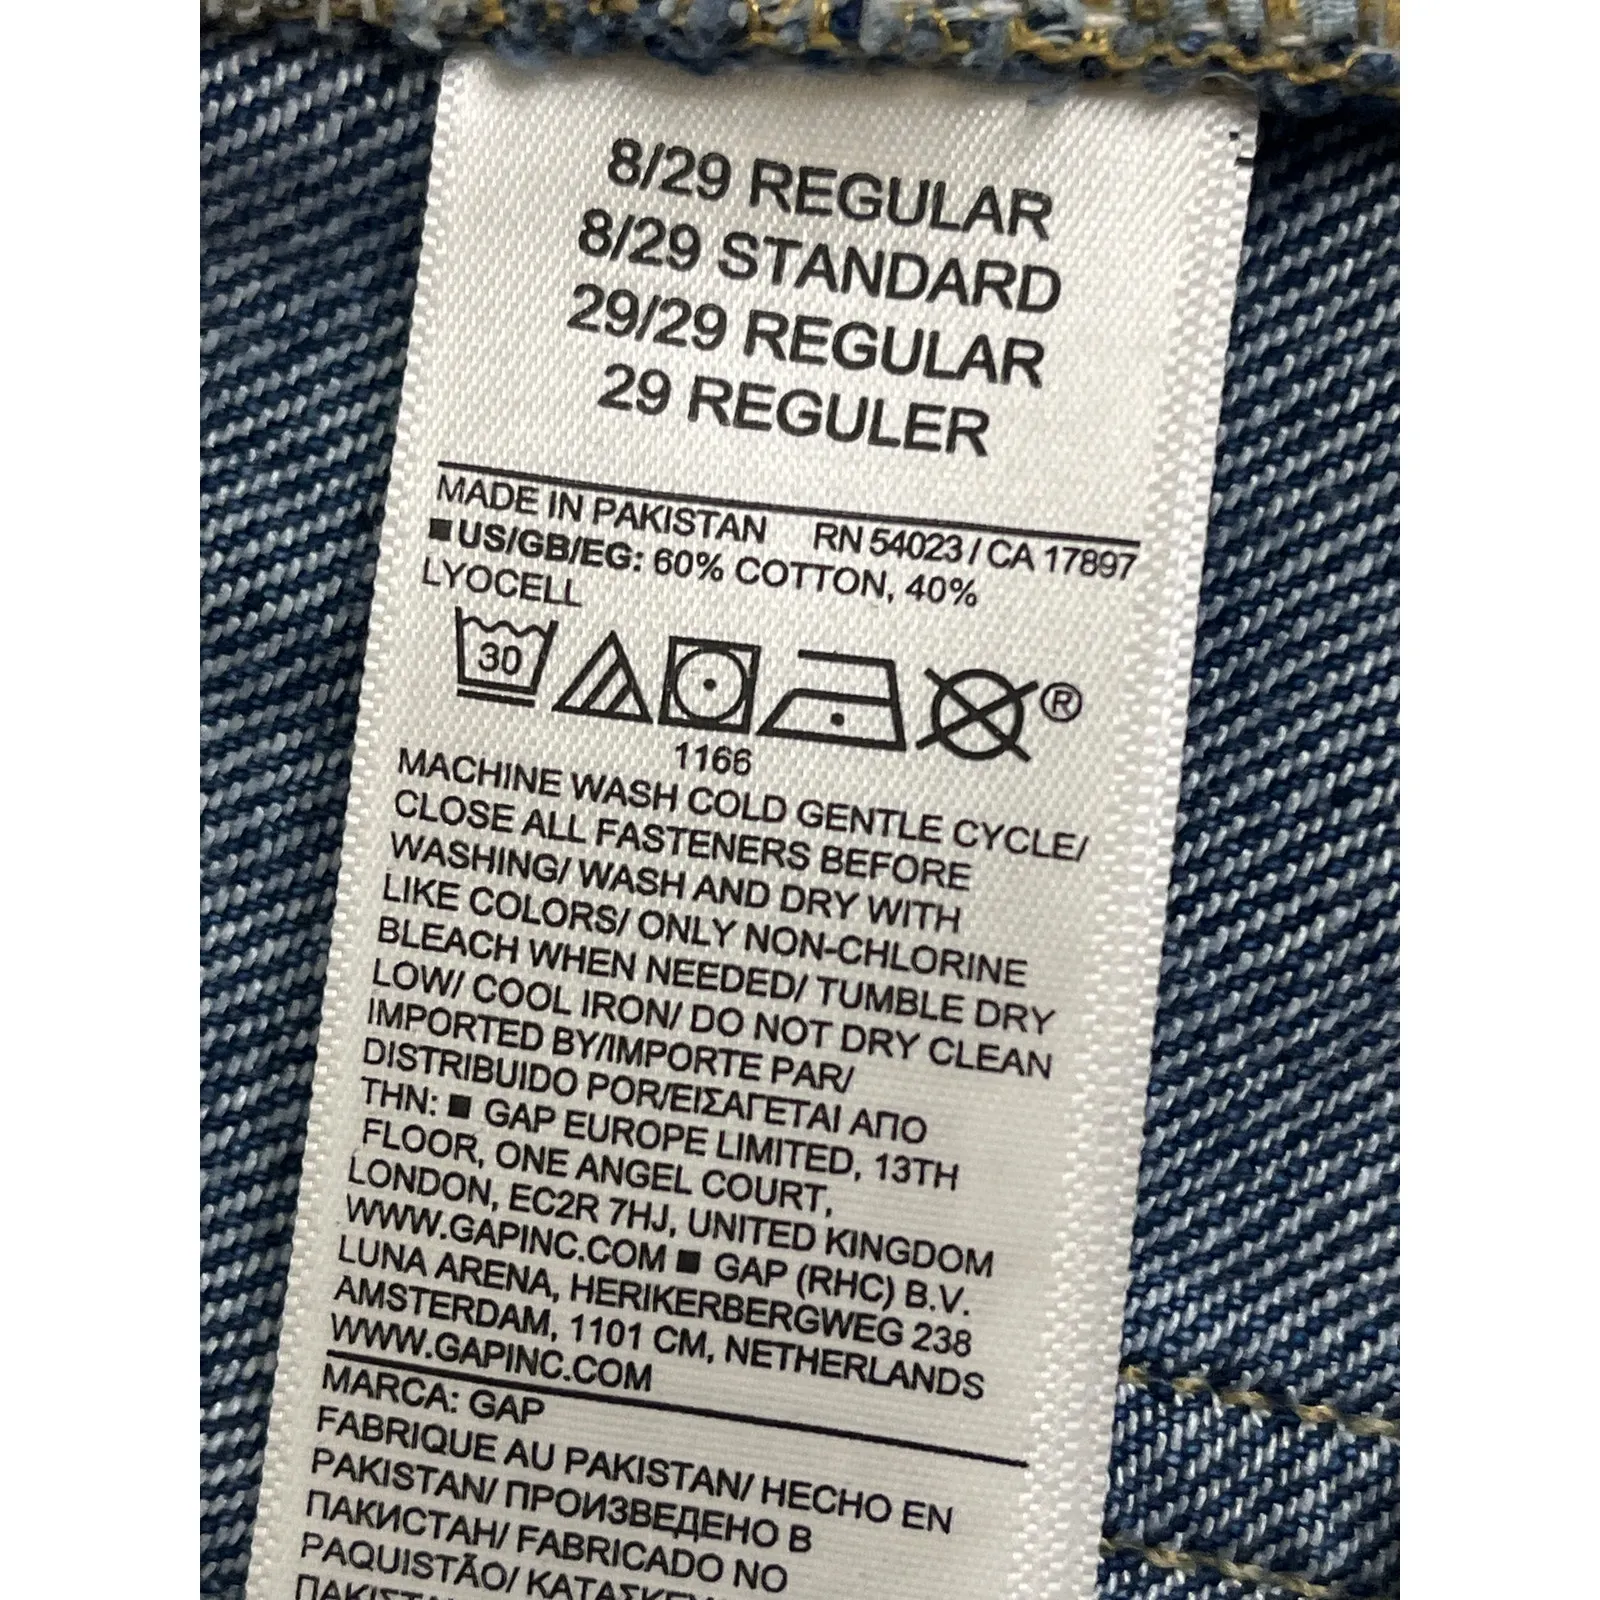 8/29 REGULAR
8/29 STANDARD
29/29 REGULAR
29 REGULER
MADE IN PAKISTAN RN 54023 / CA 17897
■US/GB/EG: 60% COTTON, 40%
LYOCELL
30
®
1166
MACHINE WASH COLD GENTLE CYCLE/
CLOSE ALL FASTENERS BEFORE
WASHING/ WASH AND DRY WITH
LIKE COLORS/ ONLY NON-CHLORINE
BLEACH WHEN NEEDED/ TUMBLE DRY
LOW/ COOL IRON/ DO NOT DRY CLEAN
IMPORTED BY/IMPORTE PAR/
DISTRIBUIDO POR/ΕΙΣΑΓΕΤΑΙ ΑΠΟ
ΤΗΝ: ■ GAP EUROPE LIMITED, 13TH
FLOOR, ONE ANGEL COURT,
LONDON, EC2R 7HJ, UNITED KINGDOM
WWW.GAPINC.COM ■ GAP (RHC) B.V.
LUNA ARENA, HERIKERBERGWEG 238
AMSTERDAM, 1101 CM, NETHERLANDS
WWW.GAPINC.COM
MARCA: GAP
FABRIQUE AU PAKISTAN/ HECHO EN
PAKISTAN/ ПРОИЗВЕДЕНО В
ПАКИСТАН/ FABRICADO NO
PAQUISTÃO/